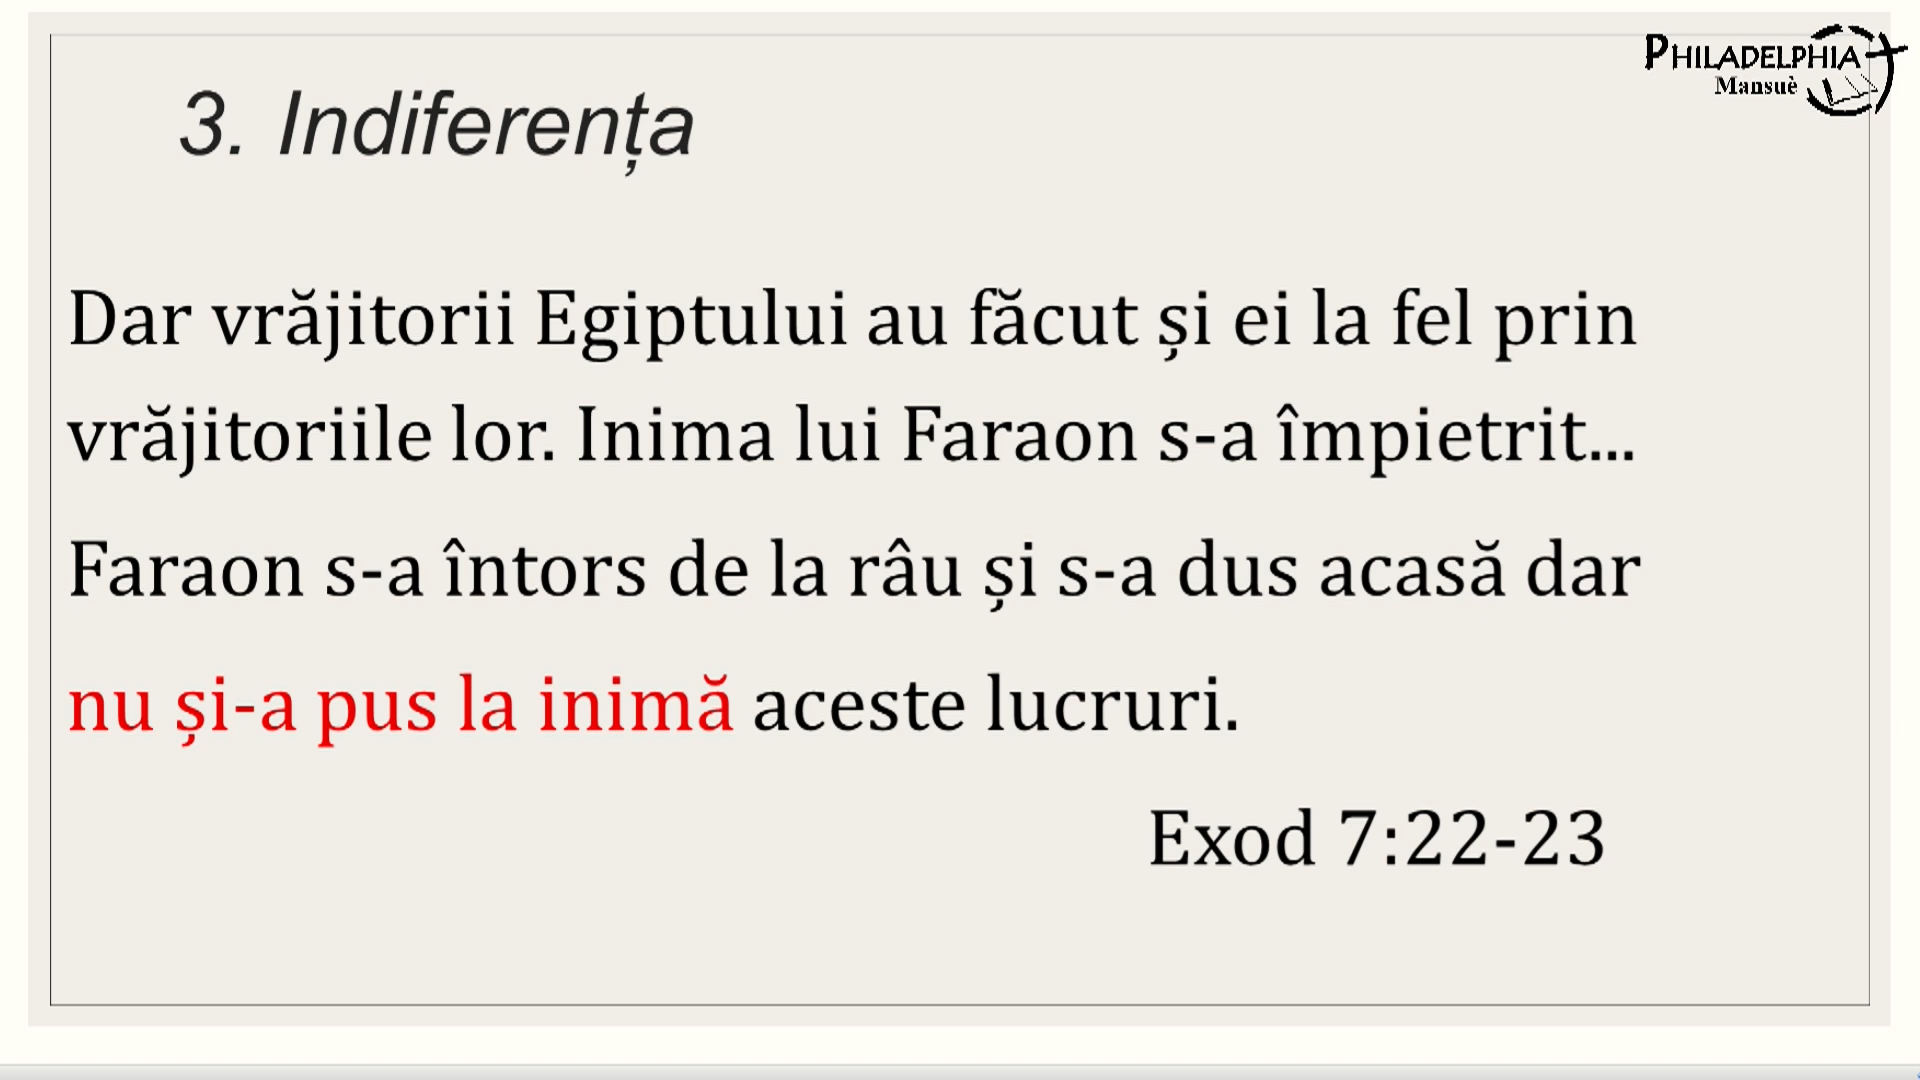 PHILADELPHIA
Mansuè
3. Indiferența
Dar vrăjitorii Egiptului au făcut și ei la fel prin
vrăjitoriile lor. Inima lui Faraon s-a împietrit...
Faraon s-a întors de la râu și s-a dus acasă dar
nu și-a pus la inimă aceste lucruri.
Exod 7:22-23